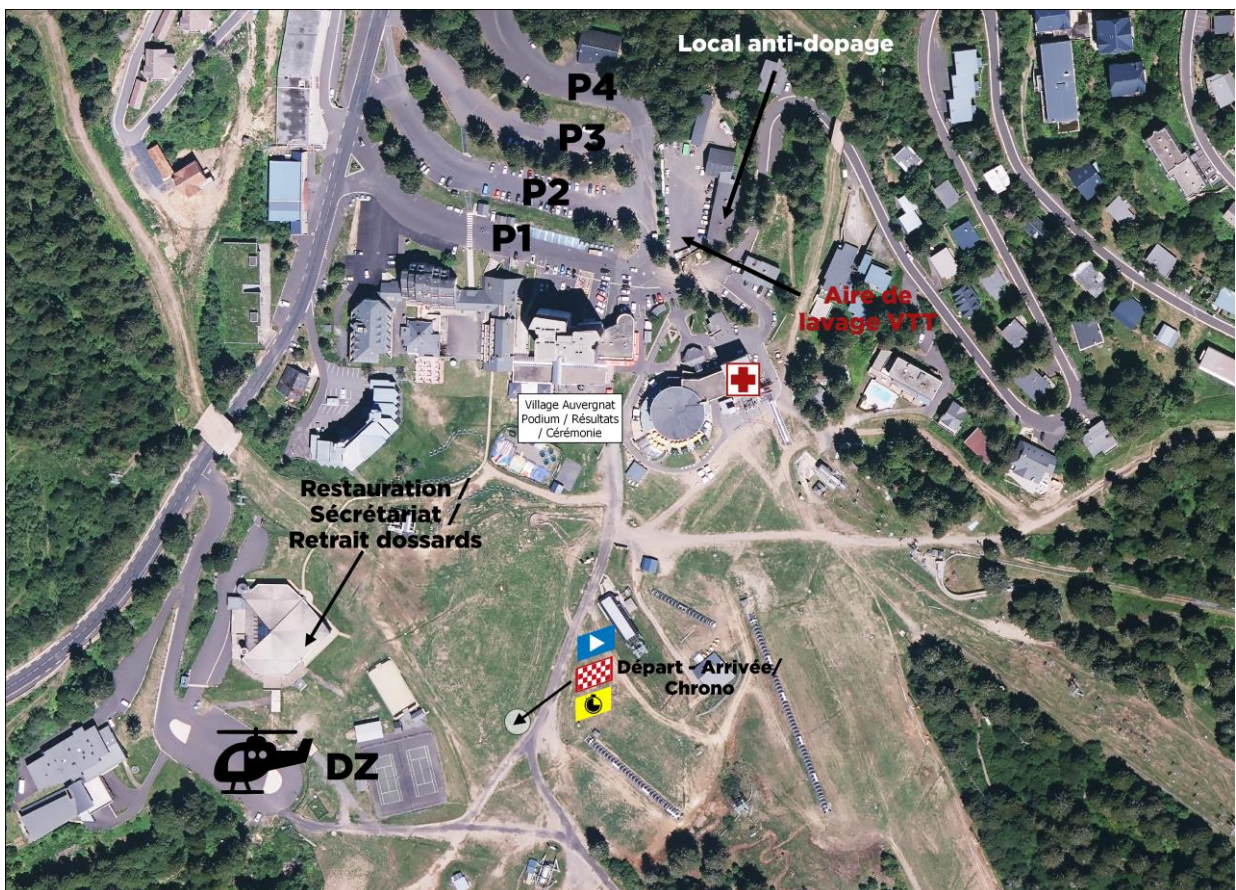 Local anti-dopage
P4
P3
P2
P1
Aire de
lavage VTT
Village Auvergnat
Podium / Résultats
/ Cérémonie
Restauration /
Sécrétariat /
Retrait dossards
Départ - Arrivée/
Chrono
DZ